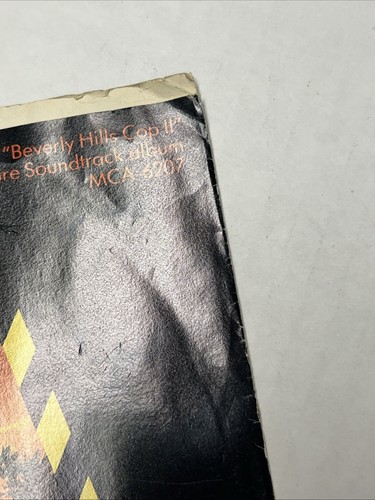 "Beverly Hills Cop II"
re Soundtrack album
MCA-6207